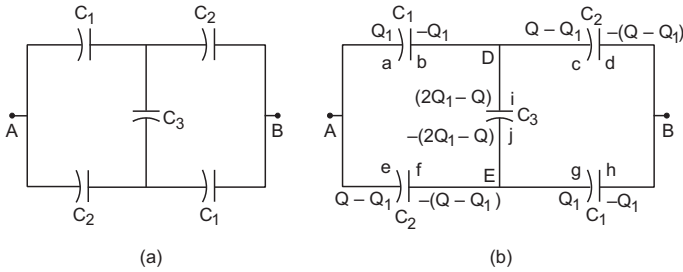 C1
C2
A
C3
B
C2
C1
(a)
C1
C2
Q1
–Q1
Q – Q1
–(Q – Q1)
a
b
D
c
d
(2Q1 – Q)
i
A
C3
B
–(2Q1 – Q)
j
e
f
E
g
h
Q – Q1
–(Q – Q1)
Q1
–Q1
C2
C1
(b)